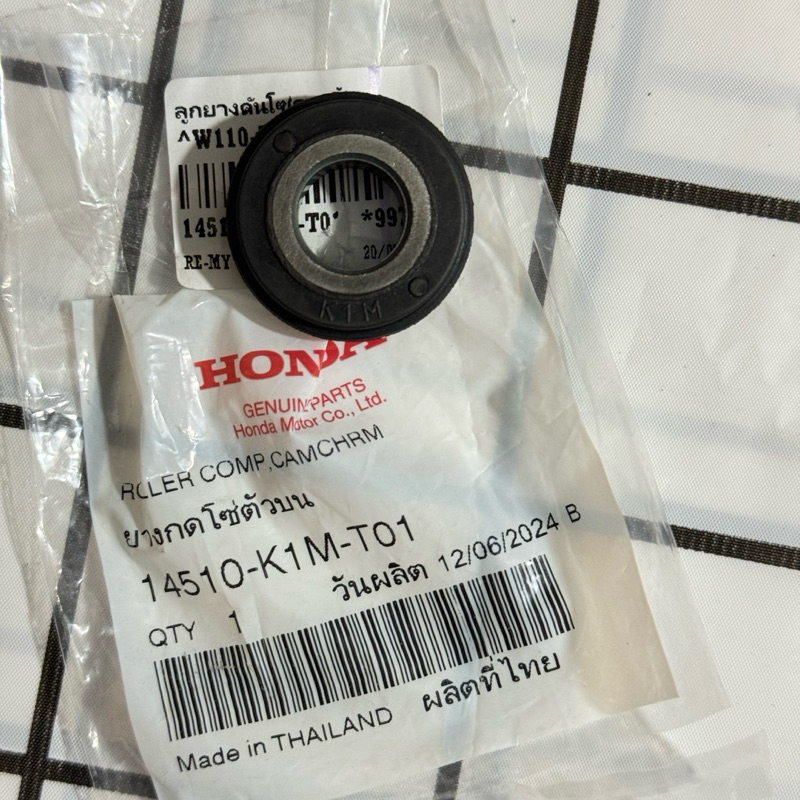 ลูกยางดันโซ่
^W110-
1451 -T01 *997
RE-MY 20/0
K1M
HONDA
GENUINE PARTS
Honda Motor Co., Ltd.
ROLLER COMP,CAMCHRM
ยางกดโซ่ตัวบน
14510-K1M-T01
วันผลิต 12/06/2024 B
QTY 1
ผลิตที่ไทย
Made in THAILAND